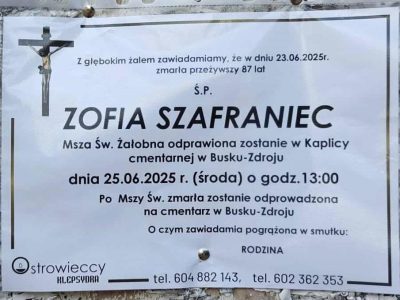 Z głębokim żalem zawiadamiamy, że w dniu 23.06.2025r.
zmarła przeżywszy 87 lat
Ś.P.
ZOFIA SZAFRANIEC
Msza Św. Żałobna odprawiona zostanie w Kaplicy
cmentarnej w Busku-Zdroju
dnia 25.06.2025 r. (środa) o godz.13:00
Po Mszy Św. zmarła zostanie odprowadzona
na cmentarz w Busku-Zdroju
O czym zawiadamia pogrążona w smutku:
RODZINA
Ostrowieccy
KLEPSYDRA
tel. 604 882 143, tel. 602 362 353